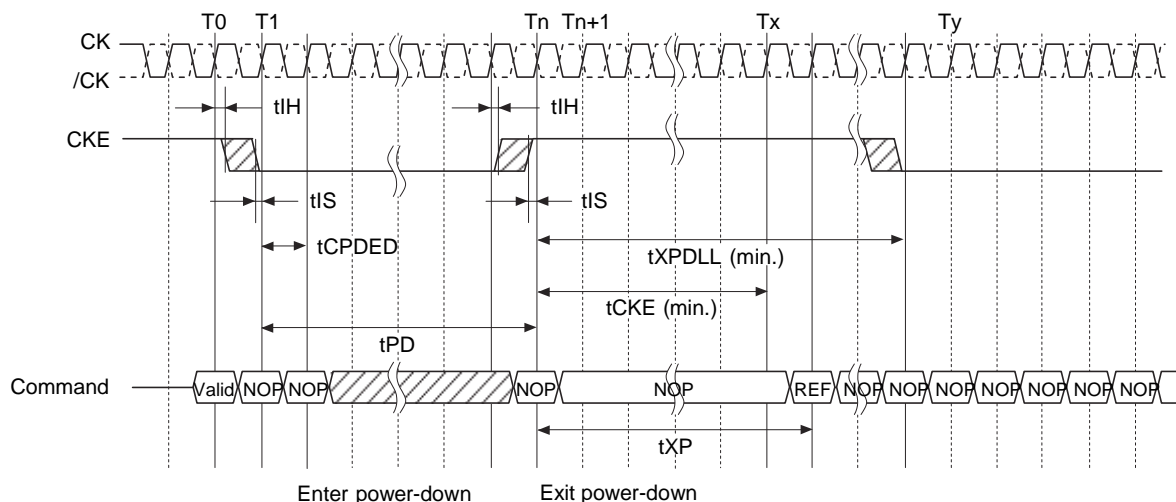 T0 T1 Tn Tn+1 Tx Ty
CK
/CK
tIH tIH
CKE
tIS tIS
tCPDED
tXPDLL (min.)
tCKE (min.)
tPD
Command Valid NOP NOP NOP NOP REF NOP NOP NOP NOP NOP NOP NOP
tXP
Enter power-down Exit power-down